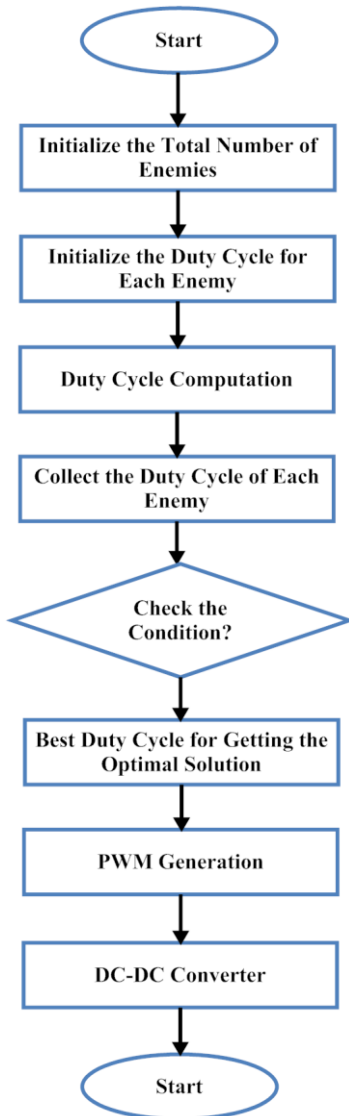 Start
Initialize the Total Number of
Enemies
Initialize the Duty Cycle for
Each Enemy
Duty Cycle Computation
Collect the Duty Cycle of Each
Enemy
Check the
Condition?
Best Duty Cycle for Getting the
Optimal Solution
PWM Generation
DC-DC Converter
Start